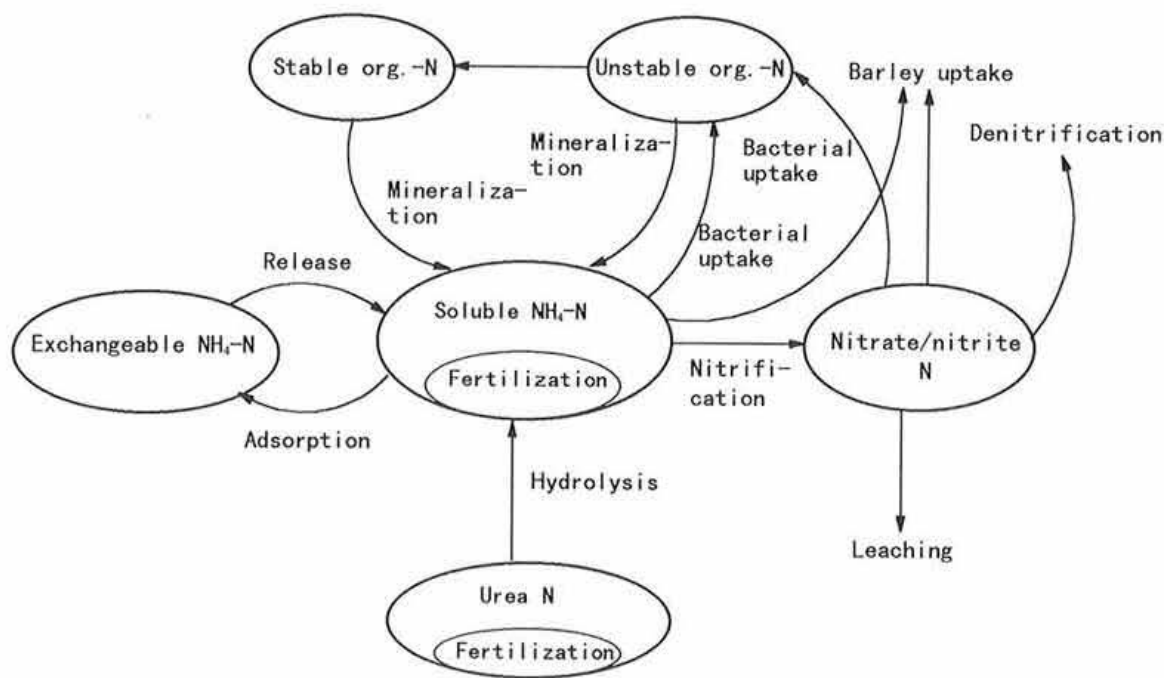 Stable org.-N
Unstable org.-N
Barley uptake
Denitrification
Mineraliza-
tion
Mineraliza-
tion
Bacterial
uptake
Bacterial
uptake
Release
Exchangeable NH₄-N
Soluble NH₄-N
Fertilization
Nitrifi-
cation
Nitrate/nitrite
N
Adsorption
Hydrolysis
Leaching
Urea N
Fertilization